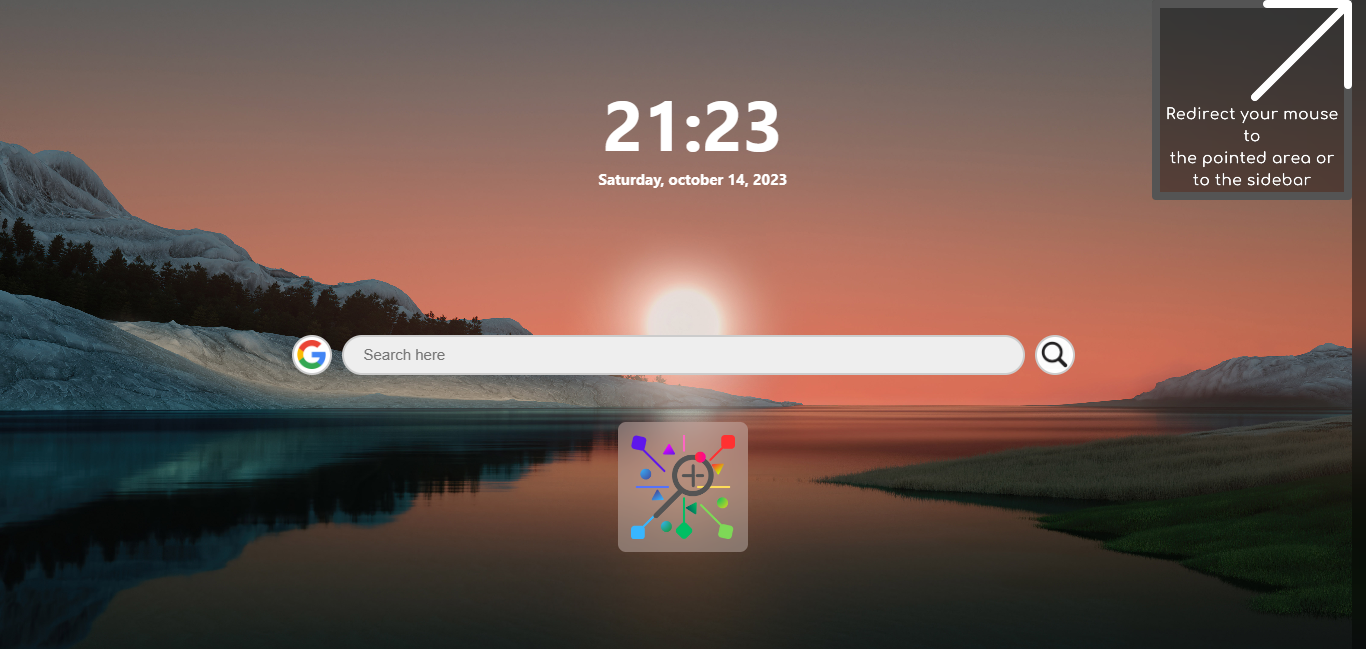 21:23
Saturday, october 14, 2023
Redirect your mouse
to
the pointed area or
to the sidebar
Search here